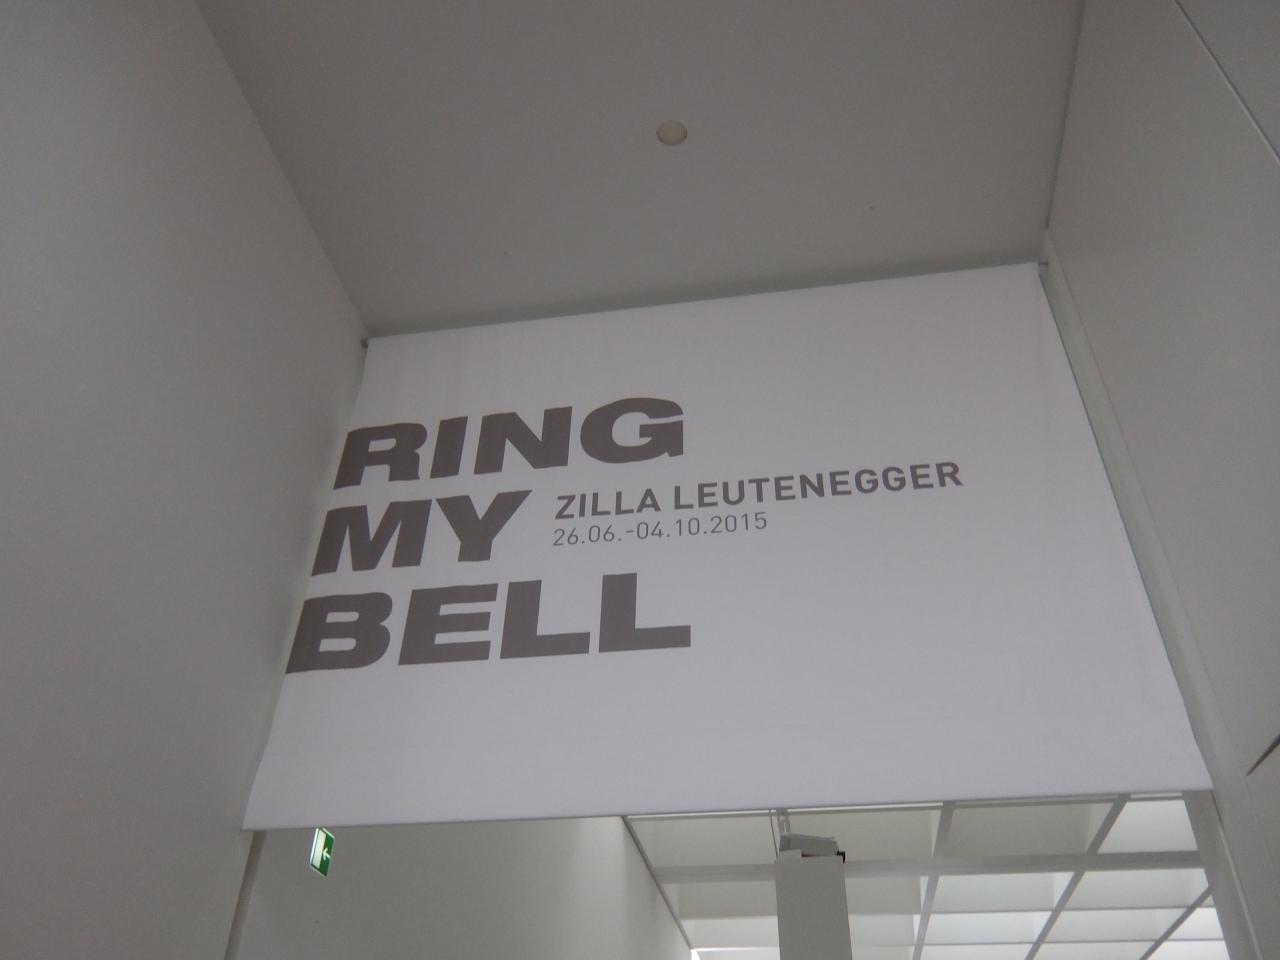 RING
MY
BELL
ZILLA LEUTENEGGER
26.06.-04.10.2015